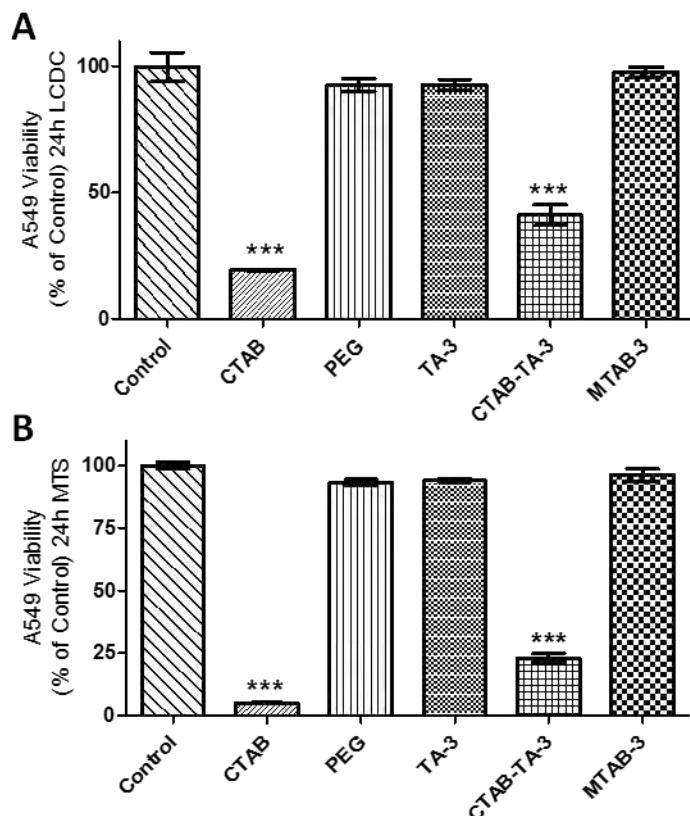 A
A549 Viability
(% of Control) 24h LCDC
100
50
0
***
***
Control
CTAB
PEG
TA-3
CTAB-TA-3
MTAB-3
B
A549 Viability
(% of Control) 24h MTS
100
75
50
25
0
***
***
Control
CTAB
PEG
TA-3
CTAB-TA-3
MTAB-3